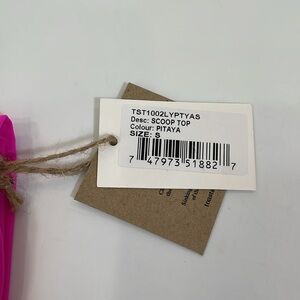 TST1002LYPTYAS
Desc: SCOOP TOP
Colour: PITAYA
SIZE: S
7 47973 51882 7